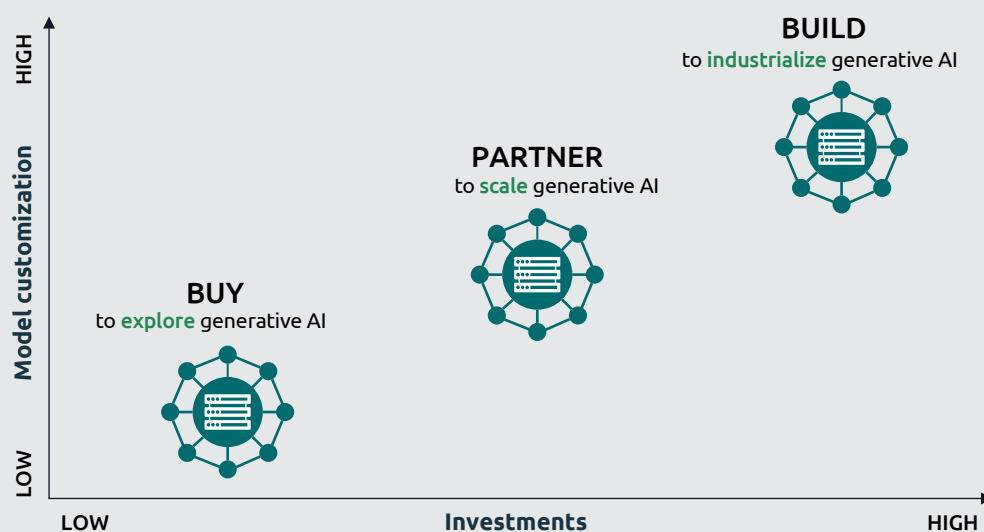 HIGH
Model customization
LOW
BUILD
to industrialize generative AI
PARTNER
to scale generative AI
BUY
to explore generative AI
LOW
Investments
HIGH